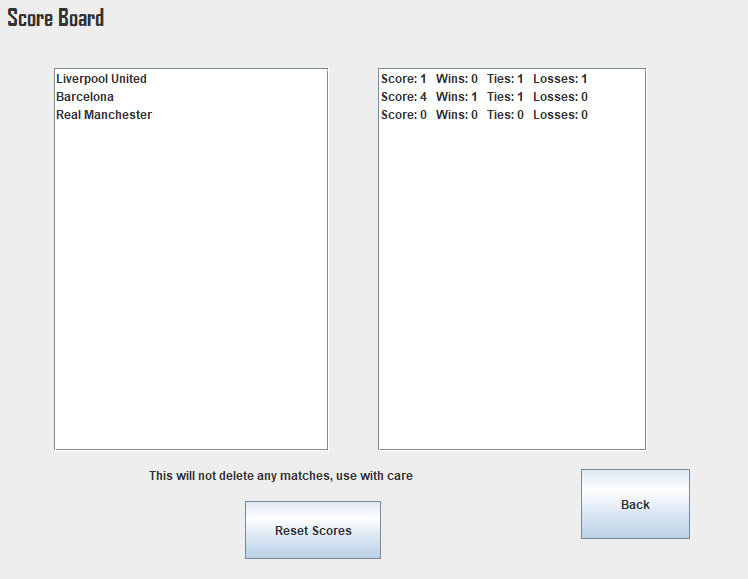 Score Board
Liverpool United
Barcelona
Real Manchester
Score: 1 Wins: 0 Ties: 1 Losses: 1
Score: 4 Wins: 1 Ties: 1 Losses: 0
Score: 0 Wins: 0 Ties: 0 Losses: 0
This will not delete any matches, use with care
Back
Reset Scores